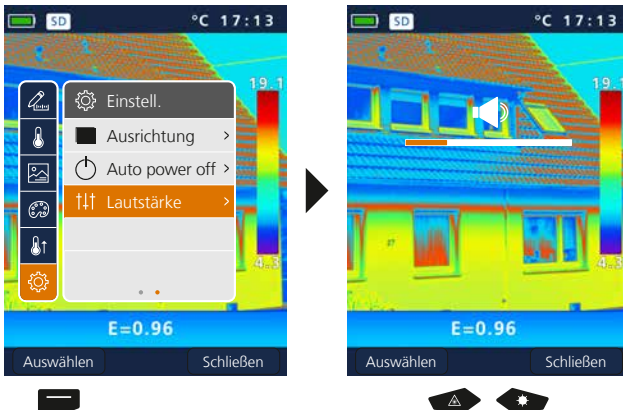 SD °C 17:13
19.1
Einstell.
Ausrichtung
Auto power off
Lautstärke
4.3
E=0.96
Auswählen Schließen
SD °C 17:13
19.1
4.3
E=0.96
Auswählen Schließen